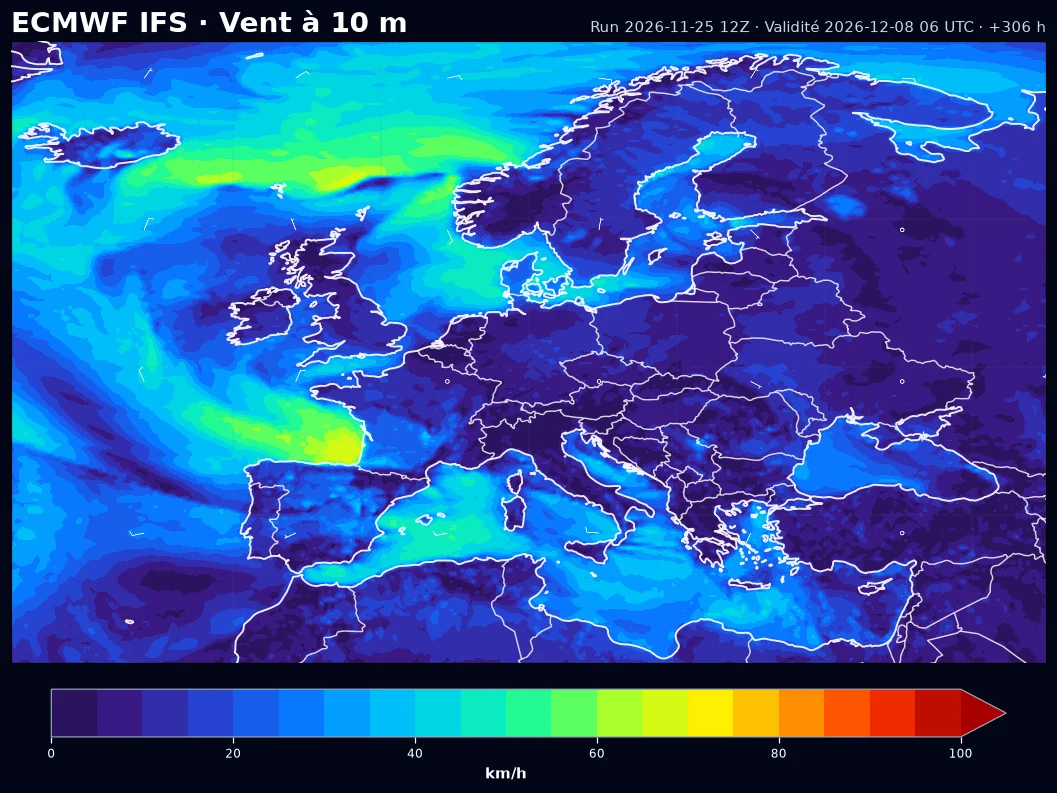 ECMWF IFS · Vent à 10 m
Run 2026-11-25 12Z · Validité 2026-12-08 06 UTC · +306 h
0 20 40 60 80 100
km/h